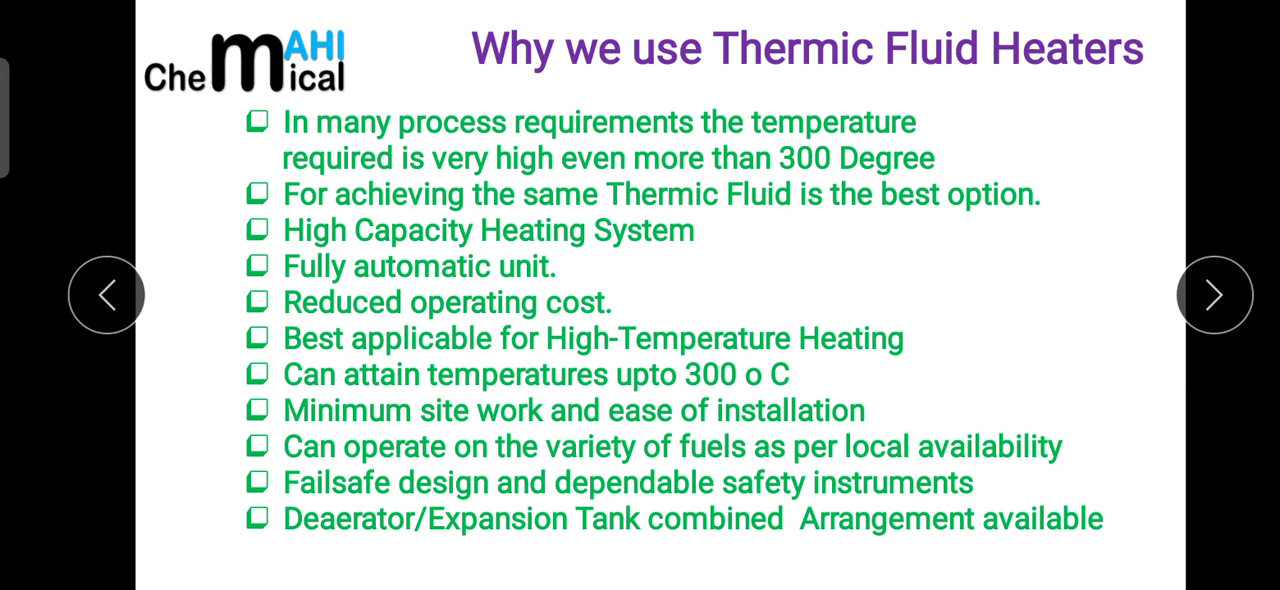 CheMAHIical
Why we use Thermic Fluid Heaters
In many process requirements the temperature
required is very high even more than 300 Degree
For achieving the same Thermic Fluid is the best option.
High Capacity Heating System
Fully automatic unit.
Reduced operating cost.
Best applicable for High-Temperature Heating
Can attain temperatures upto 300 o C
Minimum site work and ease of installation
Can operate on the variety of fuels as per local availability
Failsafe design and dependable safety instruments
Deaerator/Expansion Tank combined  Arrangement available